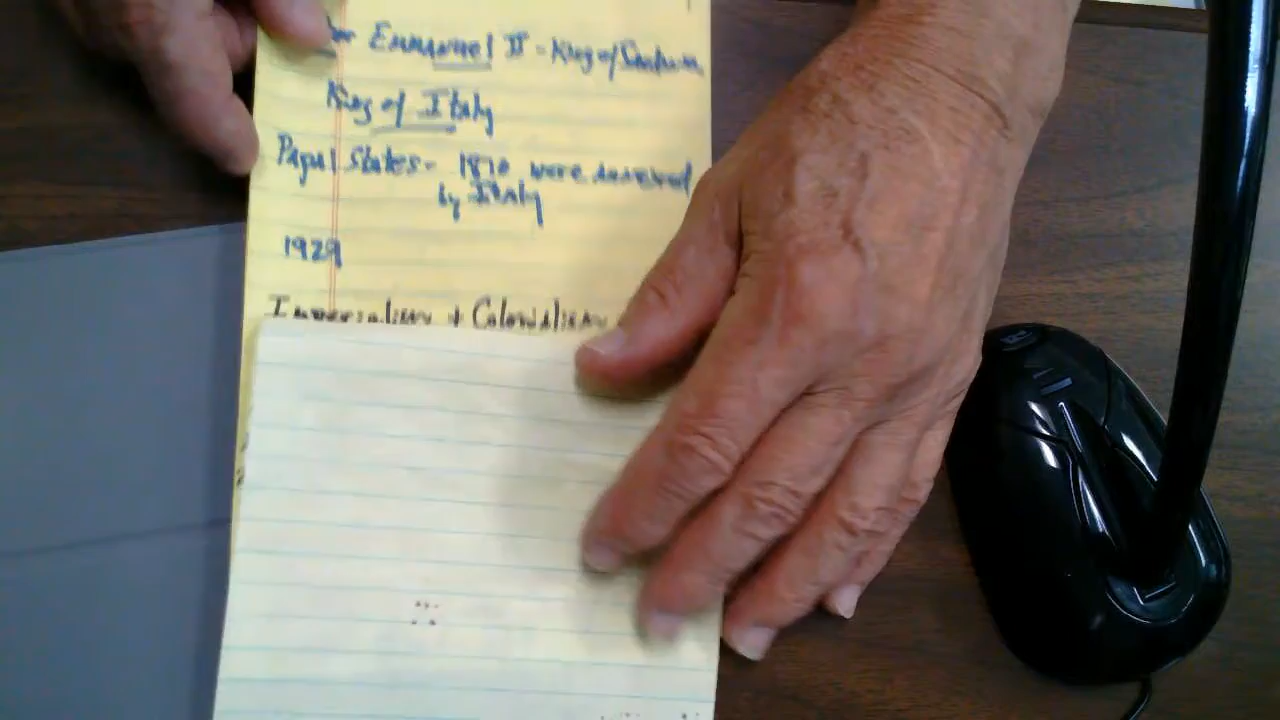 Emmanuel II - King of Sardinia
King of Italy
Papal States - 1870 were annexed
by Italy
1929
Imperialism + Colonialism